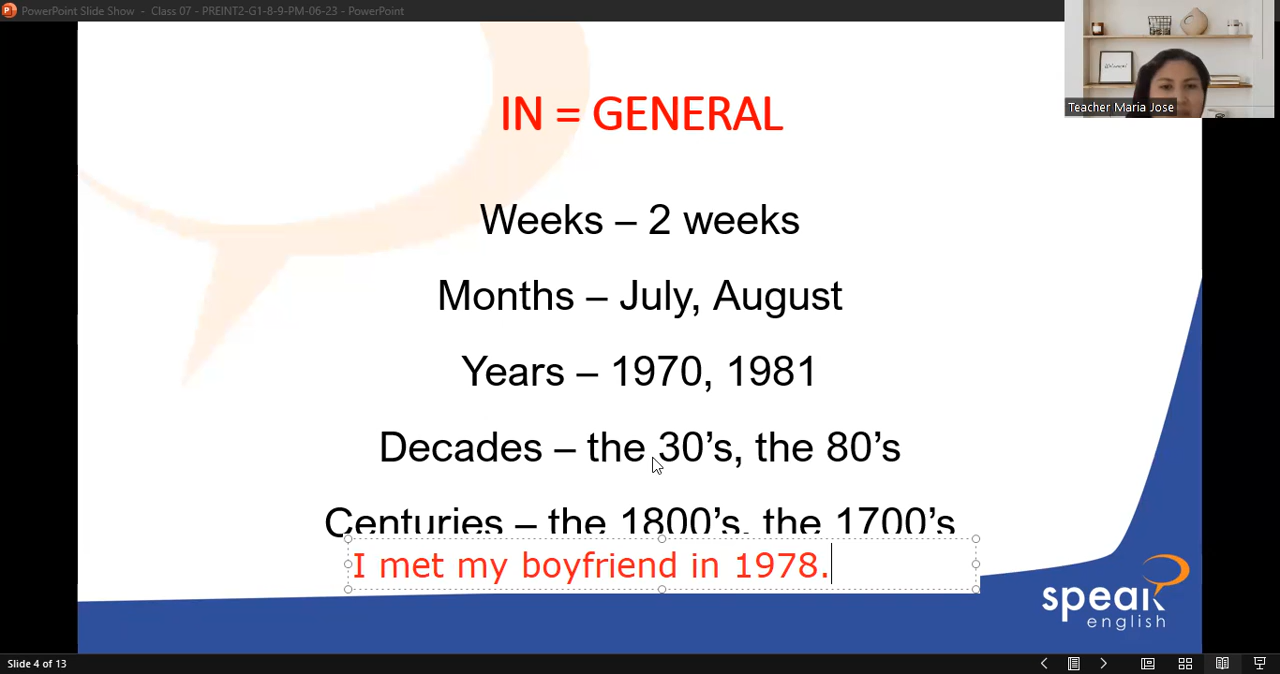 PowerPoint Slide Show - Class 07 - PREINT2-G1-8-9-PM-06-23 - PowerPoint
Teacher Maria Jose
IN = GENERAL
Weeks – 2 weeks
Months – July, August
Years – 1970, 1981
Decades – the 30’s, the 80’s
Centuries – the 1800’s, the 1700’s
I met my boyfriend in 1978.
speak
english
Slide 4 of 13